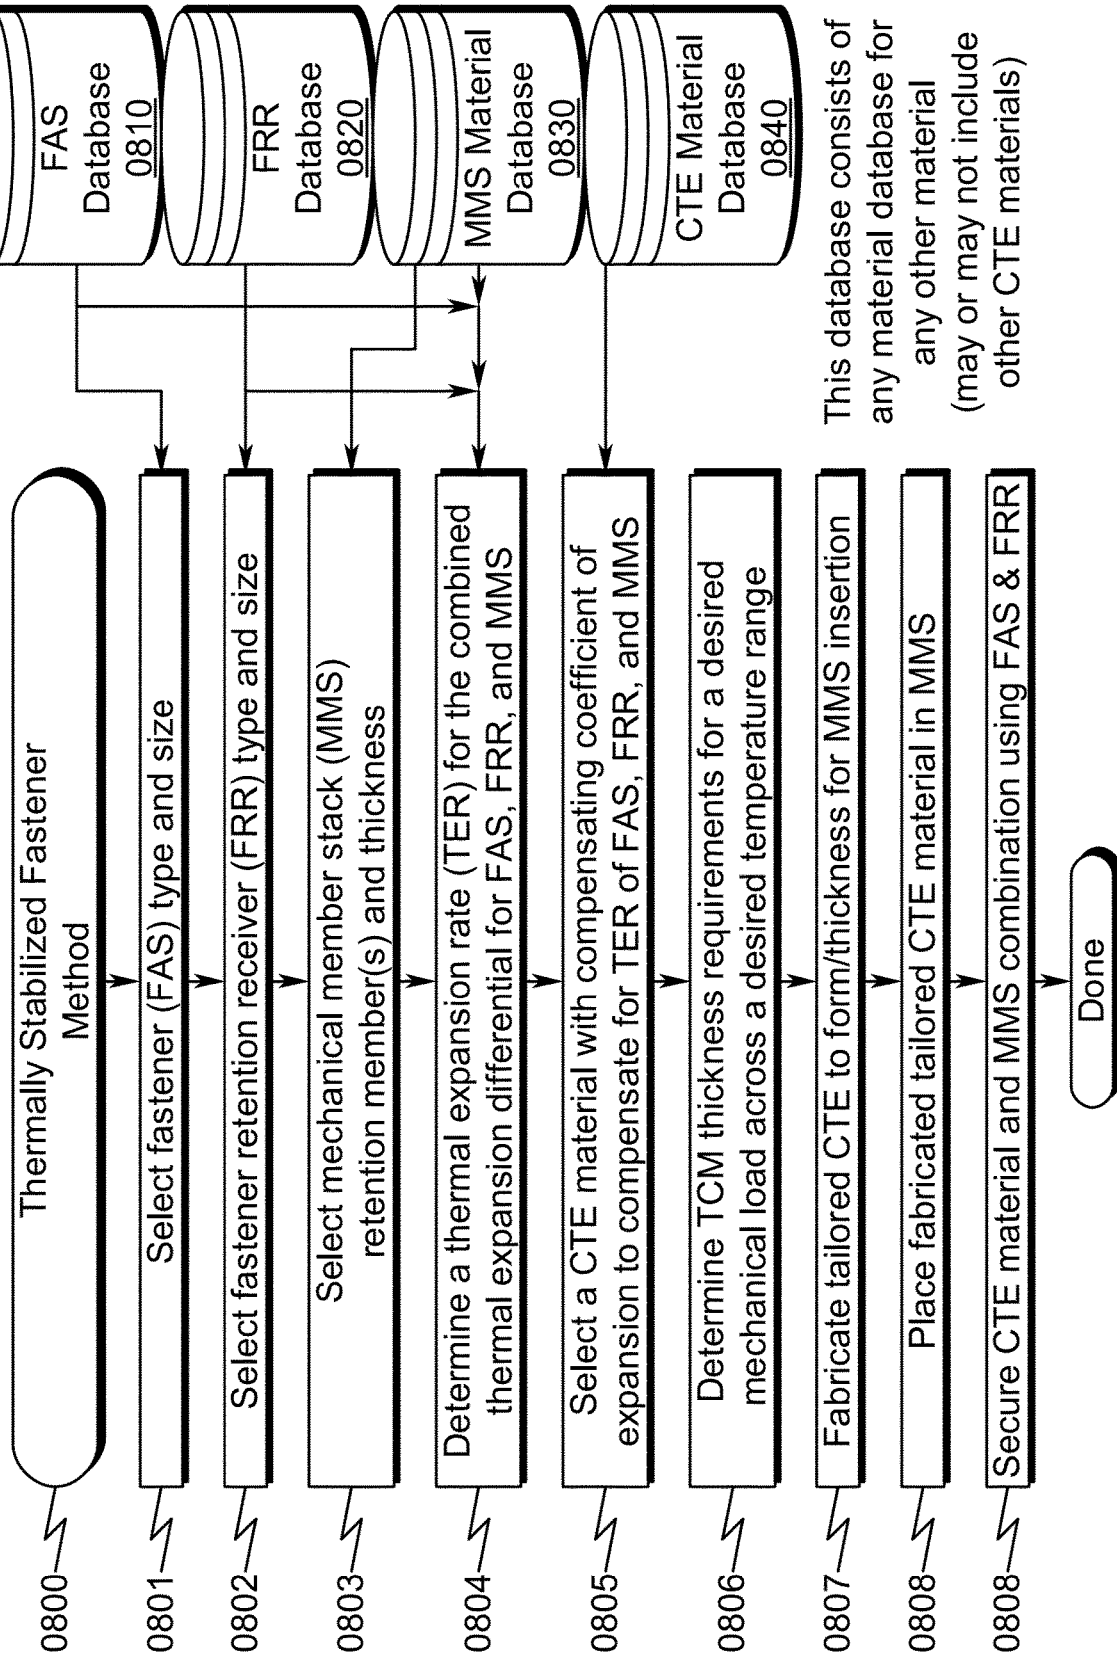 0800
Thermally Stabilized Fastener
Method
0801
Select fastener (FAS) type and size
0802
Select fastener retention receiver (FRR) type and size
0803
Select mechanical member stack (MMS)
retention member(s) and thickness
0804
Determine a thermal expansion rate (TER) for the combined
thermal expansion differential for FAS, FRR, and MMS
0805
Select a CTE material with compensating coefficient of
expansion to compensate for TER of FAS, FRR, and MMS
0806
Determine TCM thickness requirements for a desired
mechanical load across a desired temperature range
0807
Fabricate tailored CTE to form/thickness for MMS insertion
0808
Place fabricated tailored CTE material in MMS
0808
Secure CTE material and MMS combination using FAS & FRR
Done
FAS
Database
0810
FRR
Database
0820
MMS Material
Database
0830
CTE Material
Database
0840
This database consists of
any material database for
any other material
(may or may not include
other CTE materials)